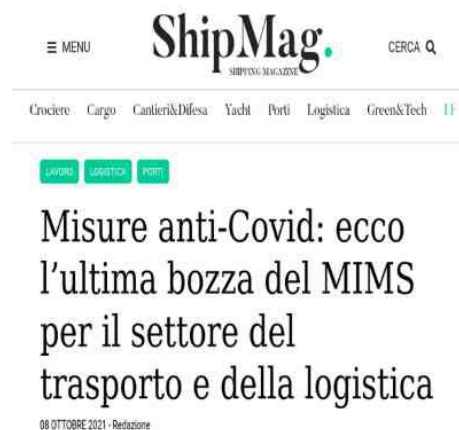 ≡ MENU
ShipMag.
SHIPPING MAGAZINE
CERCA
Crociere Cargo Cantieri&Difesa Yacht Porti Logistica Green&Tech
LAVORO LOGISTICA PORTI
Misure anti-Covid: ecco
l'ultima bozza del MIMS
per il settore del
trasporto e della logistica
08 OTTOBRE 2021 - Redazione